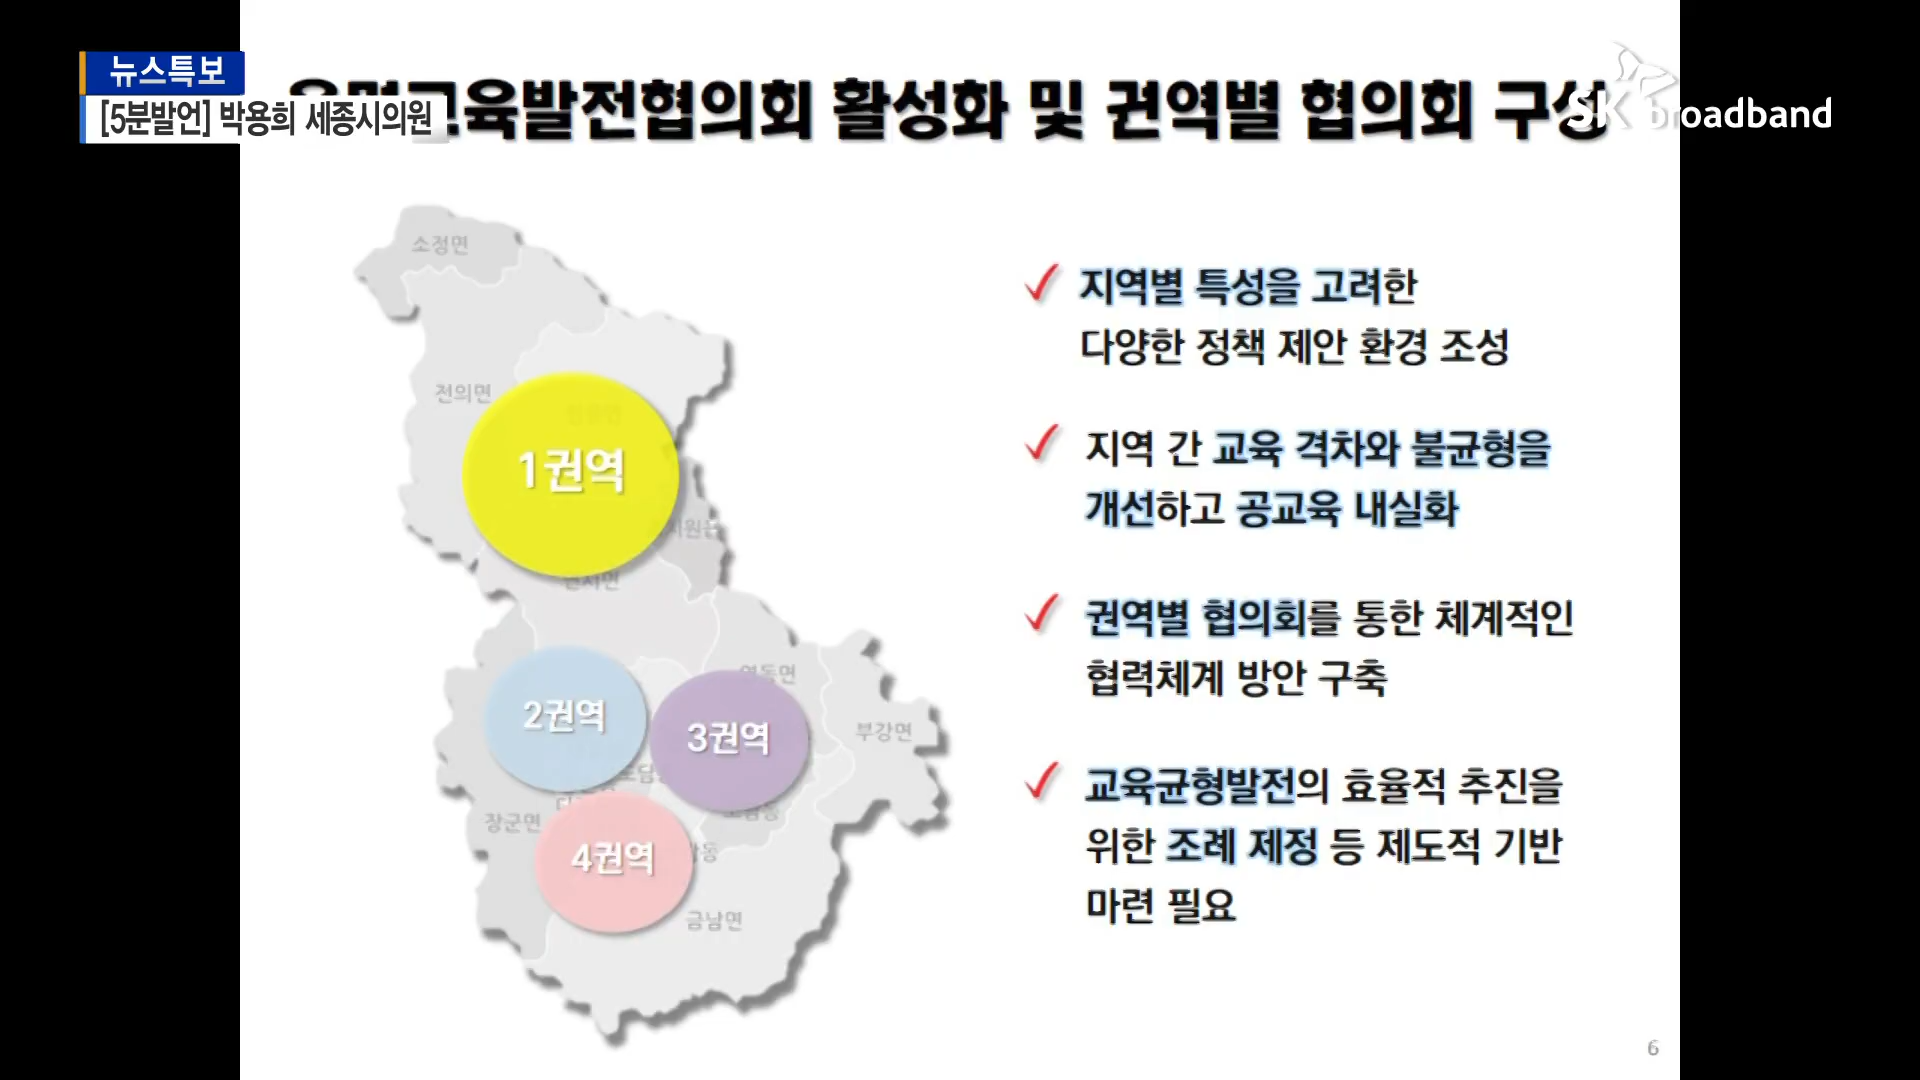 뉴스특보
[5분발언] 박용희 세종시의원
읍면교육발전협의회 활성화 및 권역별 협의회 구성
SK broadband
소정면
지역별 특성을 고려한
다양한 정책 제안 환경 조성
전의면
1권역
지역 간 교육 격차와 불균형을
개선하고 공교육 내실화
연서면
권역별 협의회를 통한 체계적인
협력체계 방안 구축
연동면
2권역
3권역
부강면
교육균형발전의 효율적 추진을
위한 조례 제정 등 제도적 기반
마련 필요
장군면
4권역
금남면
6